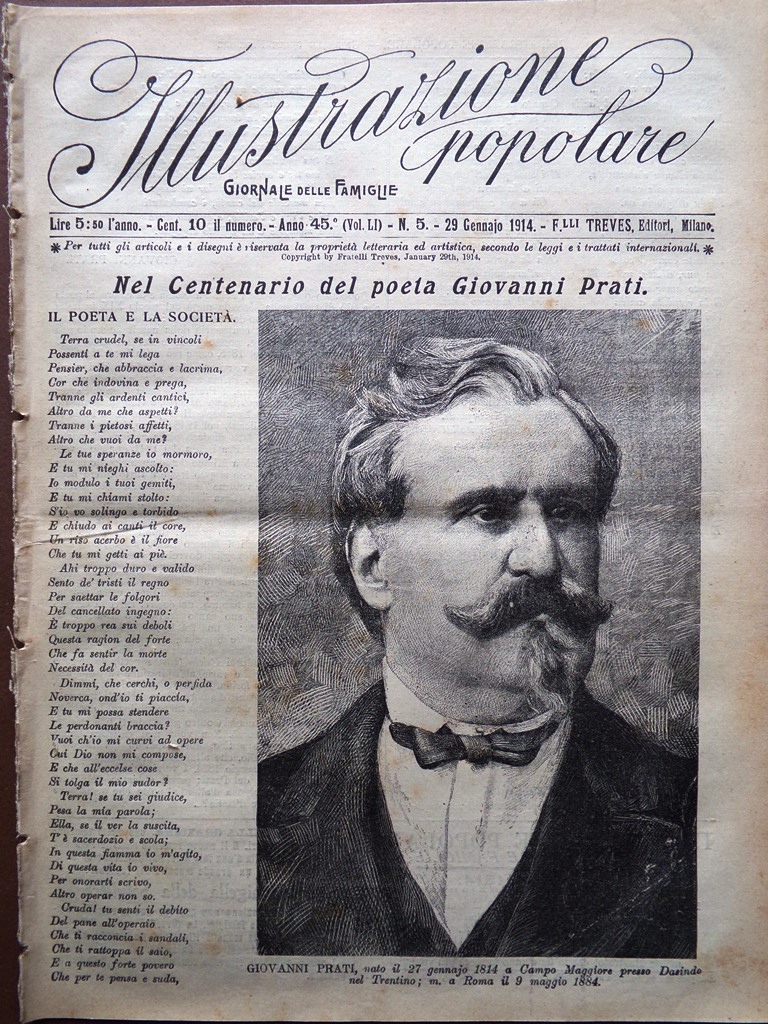 Illustrazione
popolare
GIORNALE DELLE FAMIGLIE
Lire 5:50 l'anno. - Cent. 10 il numero. - Anno 45.° (Vol. LI) - N. 5. - 29 Gennaio 1914. - F.LLI TREVES, Editori, Milano.
* Per tutti gli articoli e i disegni è riservata la proprietà letteraria ed artistica, secondo le leggi e i trattati internazionali. *
Copyright by Fratelli Treves, January 29th, 1914.
Nel Centenario del poeta Giovanni Prati.
IL POETA E LA SOCIETÀ.
Terra crudel, se in vincoli
Possenti a te mi lega
Pensier, che abbraccia e lacrima,
Cor che indovina e prega,
Tranne gli ardenti cantici,
Altro da me che aspetti?
Tranne i pietosi affetti,
Altro che vuoi da me?
Le tue speranze io mormoro,
E tu mi nieghi ascolto:
Io modulo i tuoi gemiti,
E tu mi chiami stolto:
S'io vo solingo e torbido
E chiudo ai canti il core,
Un riso acerbo è il fiore
Che tu mi getti ai piè.
Ahi troppo duro e valido
Sento de' tristi il regno
Per saettar le folgori
Del cancellato ingegno:
È troppo rea sui deboli
Questa ragion del forte
Che fa sentir la morte
Necessità del cor.
Dimmi, che cerchi, o perfida
Noverca, ond'io ti piaccia,
E tu mi possa stendere
Le perdonanti braccia?
Vuoi ch'io mi curvi ad opere
Cui Dio non mi compose,
E che all'eccelse cose
Si tolga il mio sudor?
Terra! se tu sei giudice,
Pesa la mia parola;
Ella, se il ver la suscita,
T'è sacerdozio e scola;
In questa fiamma io m'agito,
Di questa vita io vivo,
Per onorarti scrivo,
Altro operar non so.
Cruda! tu senti il debito
Del pane all'operaio
Che ti racconcia i sandali,
Che ti rattoppa il saio,
E a questo forte povero
Che per te pensa e suda,
GIOVANNI PRATI, nato il 27 gennaio 1814 a Campo Maggiore presso Dasindo
nel Trentino; m. a Roma il 9 maggio 1884.